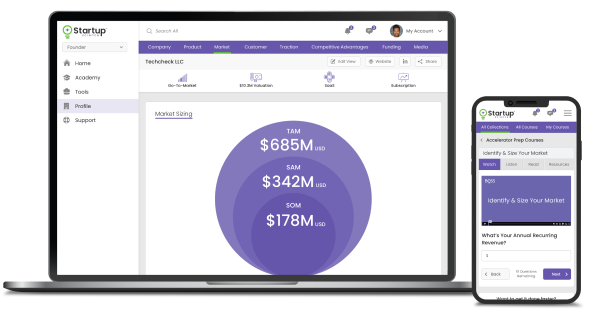 Startup
Search All
My Account
Founder
Home
Academy
Tools
Profile
Support
Company Product Market Customer Traction Competitive Advantages Funding Media
Techcheck LLC
Edit View
Website
in
Share
Go-To-Market
$10.3M Valuation
SaaS
Subscription
Market Sizing
TAM
$685M USD
SAM
$342M USD
SOM
$178M USD
Startup
All Collections All Courses My Courses
Accelerator Prep Courses
Identify & Size Your Market
Watch Listen Read Resources
Identify & Size Your Market
What's Your Annual Recurring
Revenue?
$
Back
10 Questions
Remaining
Next
Want to get it done faster?